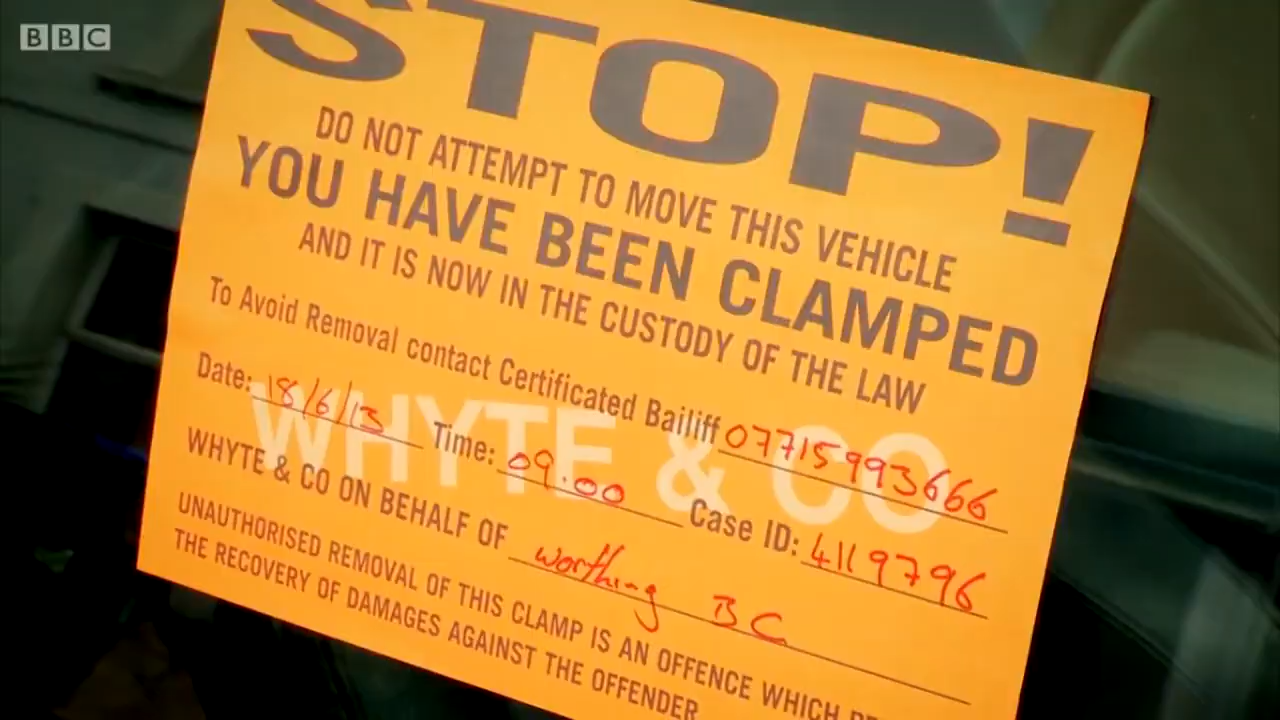 BBC
STOP!
DO NOT ATTEMPT TO MOVE THIS VEHICLE
YOU HAVE BEEN CLAMPED
AND IT IS NOW IN THE CUSTODY OF THE LAW
To Avoid Removal contact Certificated Bailiff 07715993666
WHYTE & CO
Date: 18/6/13 Time: 09.00 Case ID: 4119796
WHYTE & CO ON BEHALF OF Worthing BC
UNAUTHORISED REMOVAL OF THIS CLAMP IS AN OFFENCE WHICH
THE RECOVERY OF DAMAGES AGAINST THE OFFENDER